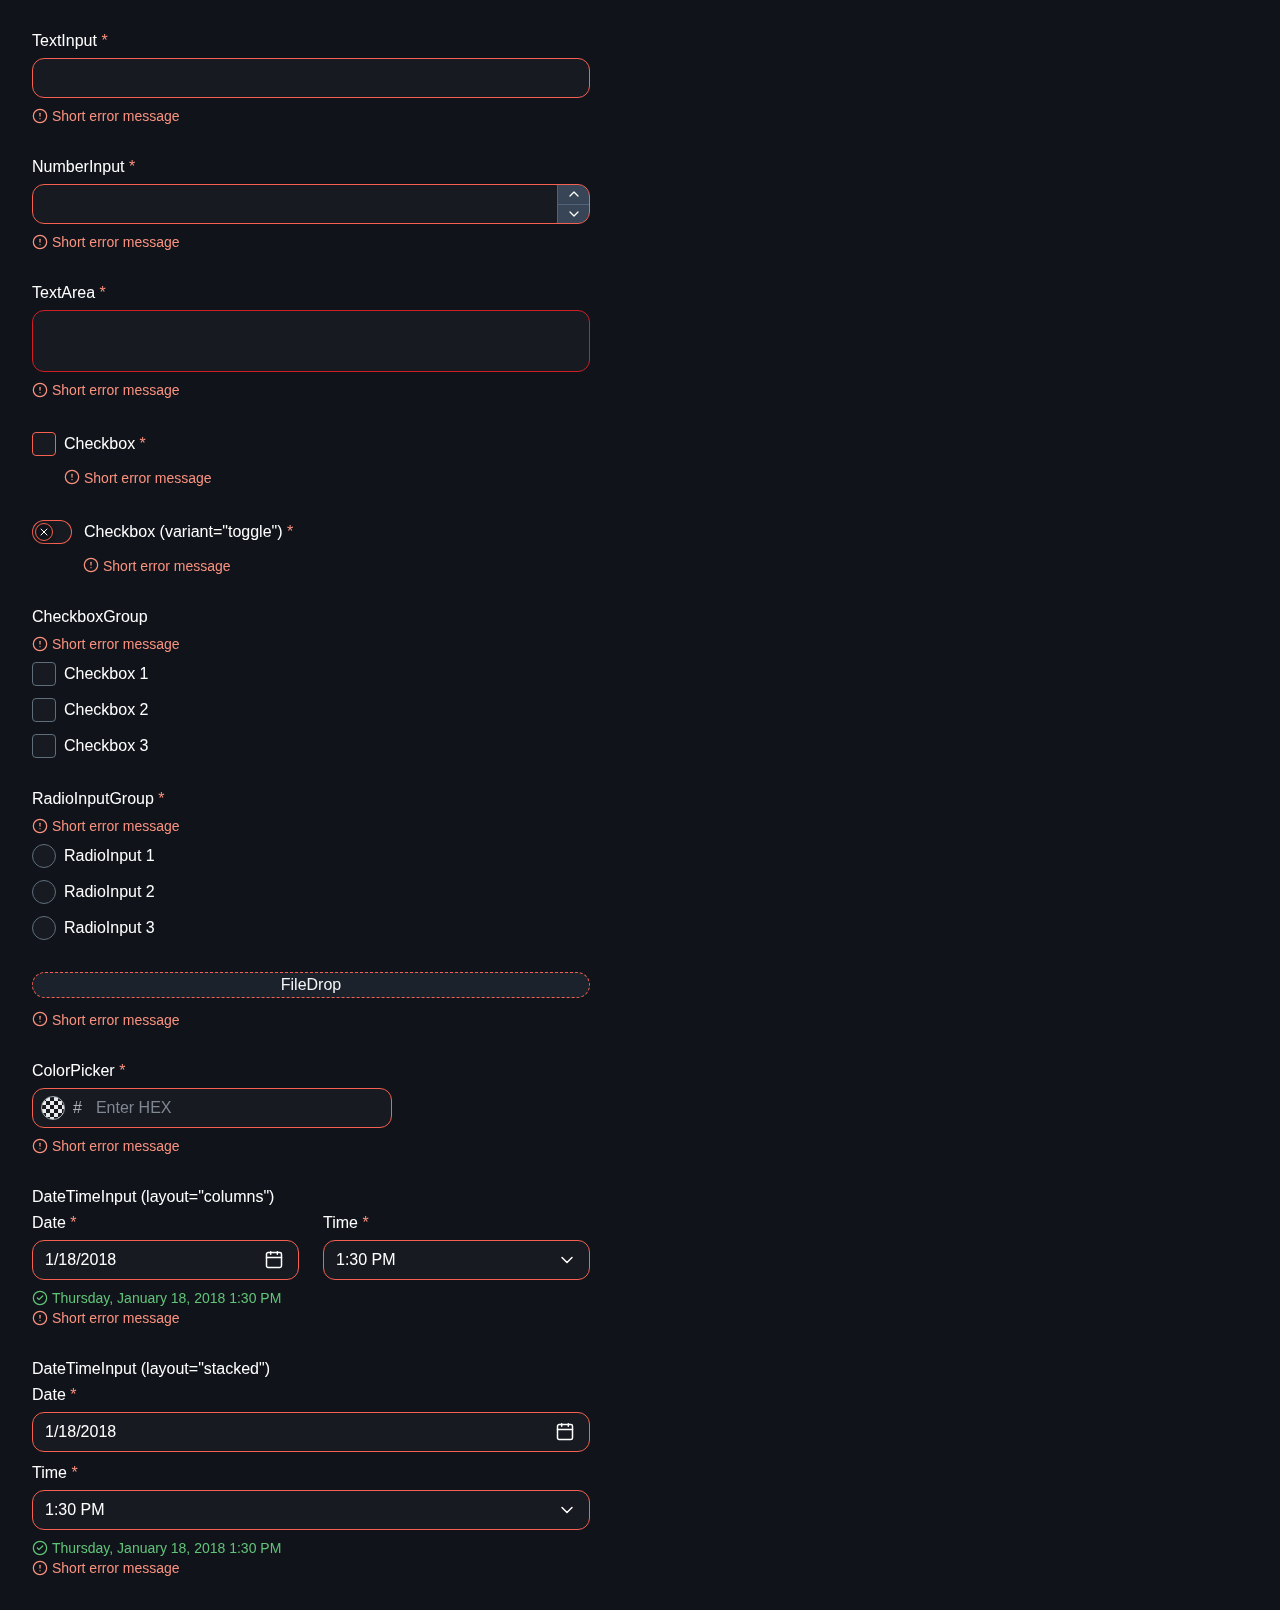 TextInput *
Short error message
NumberInput *
Short error message
TextArea *
Short error message
Checkbox *
Short error message
Checkbox (variant="toggle") *
Short error message
CheckboxGroup
Short error message
Checkbox 1
Checkbox 2
Checkbox 3
RadioInputGroup *
Short error message
RadioInput 1
RadioInput 2
RadioInput 3
FileDrop
Short error message
ColorPicker *
# Enter HEX
Short error message
DateTimeInput (layout="columns")
Date * Time *
1/18/2018 1:30 PM
Thursday, January 18, 2018 1:30 PM
Short error message
DateTimeInput (layout="stacked")
Date *
1/18/2018
Time *
1:30 PM
Thursday, January 18, 2018 1:30 PM
Short error message